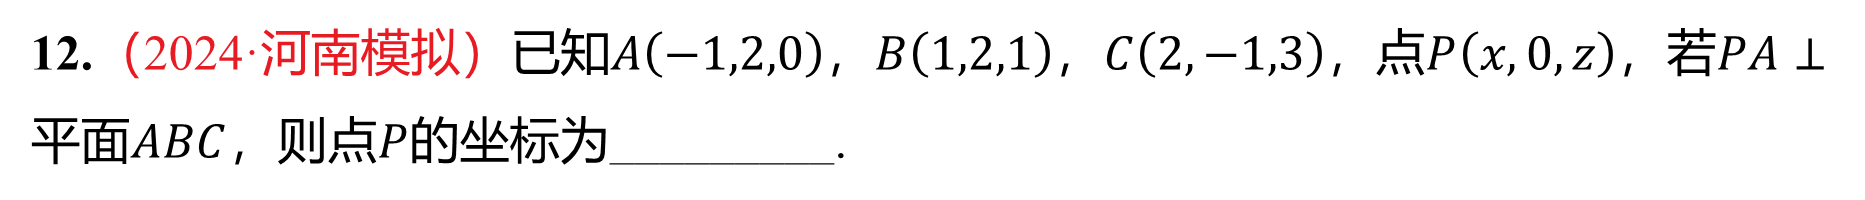 12.（2024·河南模拟）已知A(−1,2,0)，B(1,2,1)，C(2,−1,3)，点P(x,0,z)，若PA⊥
平面ABC，则点P的坐标为_________.